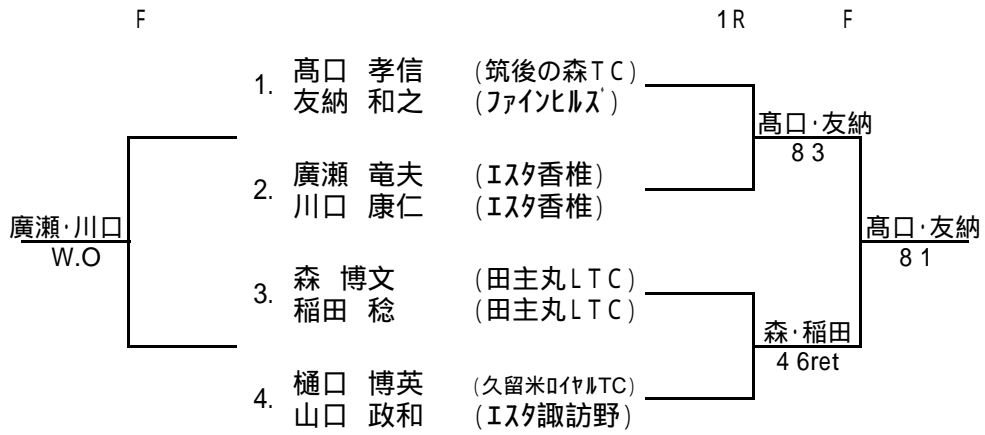 F 1R F
1. 髙口 孝信 (筑後の森TC)
友納 和之 (ファインヒルズ)
髙口・友納
8 3
2. 廣瀬 竜夫 (エスタ香椎)
川口 康仁 (エスタ香椎)
廣瀬・川口
W.O
髙口・友納
8 1
3. 森 博文 (田主丸LTC)
稲田 稔 (田主丸LTC)
森・稲田
4 6ret
4. 樋口 博英 (久留米ロイヤルTC)
山口 政和 (エスタ諏訪野)